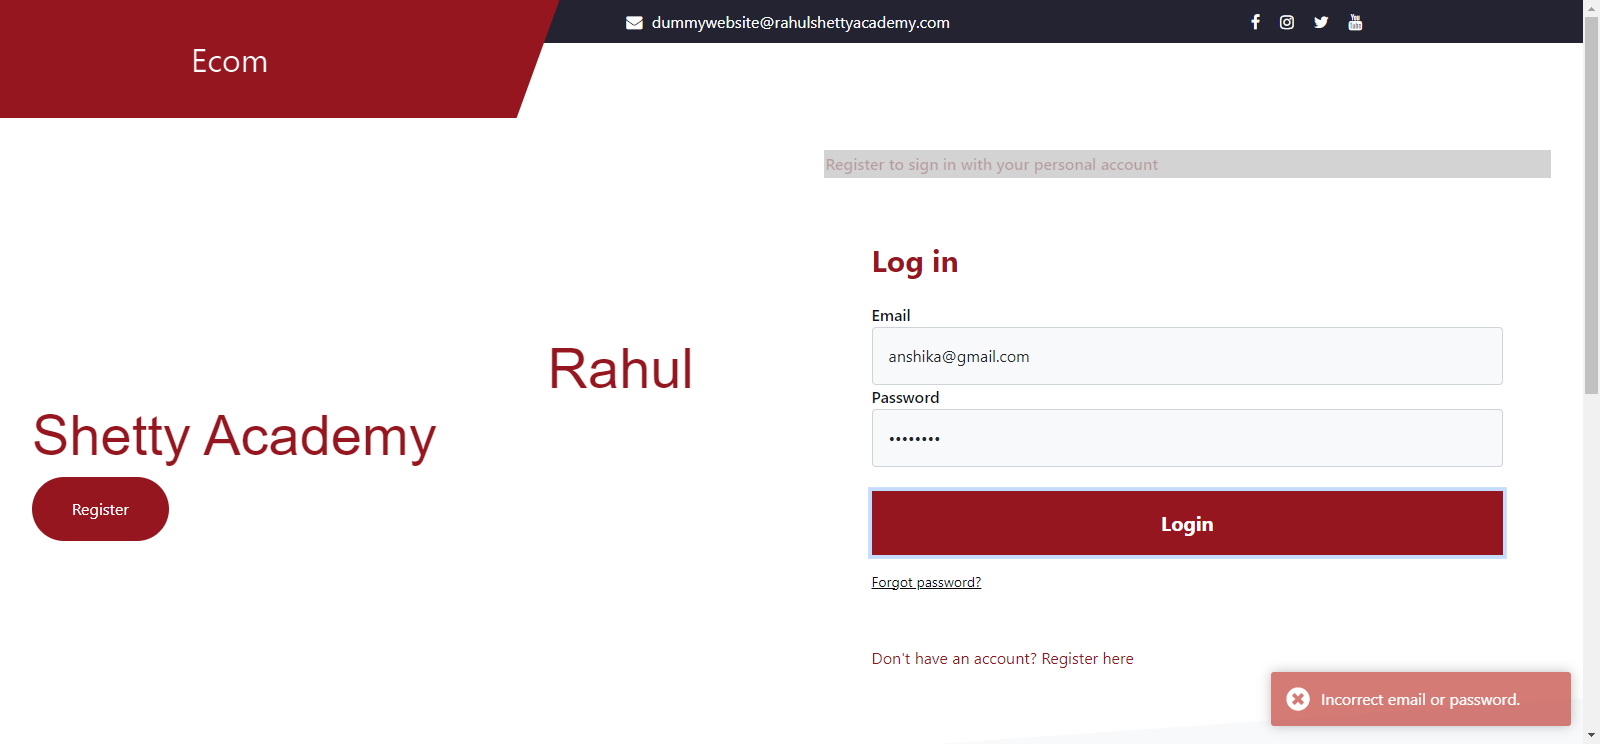 Ecom
dummywebsite@rahulshettyacademy.com
Register to sign in with your personal account
Log in
Email
anshika@gmail.com
Password
••••••••
Rahul
Shetty Academy
Register
Login
Forgot password?
Don't have an account? Register here
Incorrect email or password.